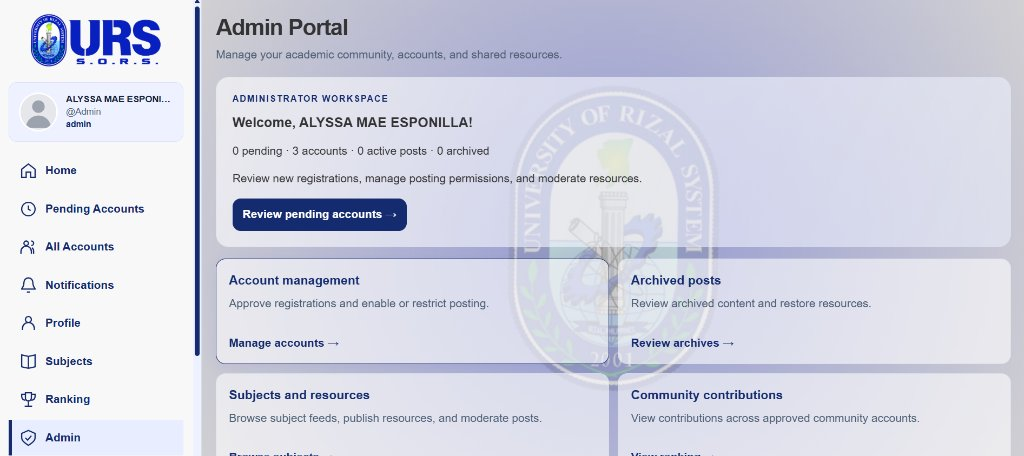 URS
S.O.R.S.
ALYSSA MAE ESPONI...
@Admin
admin
Home
Pending Accounts
All Accounts
Notifications
Profile
Subjects
Ranking
Admin
Admin Portal
Manage your academic community, accounts, and shared resources.
ADMINISTRATOR WORKSPACE
Welcome, ALYSSA MAE ESPONILLA!
0 pending · 3 accounts · 0 active posts · 0 archived
Review new registrations, manage posting permissions, and moderate resources.
Review pending accounts →
UNIVERSITY OF RIZAL SYSTEM
Account management
Approve registrations and enable or restrict posting.
Manage accounts →
Archived posts
Review archived content and restore resources.
Review archives →
2001
Subjects and resources
Browse subject feeds, publish resources, and moderate posts.
Browse subjects →
Community contributions
View contributions across approved community accounts.
View ranking →